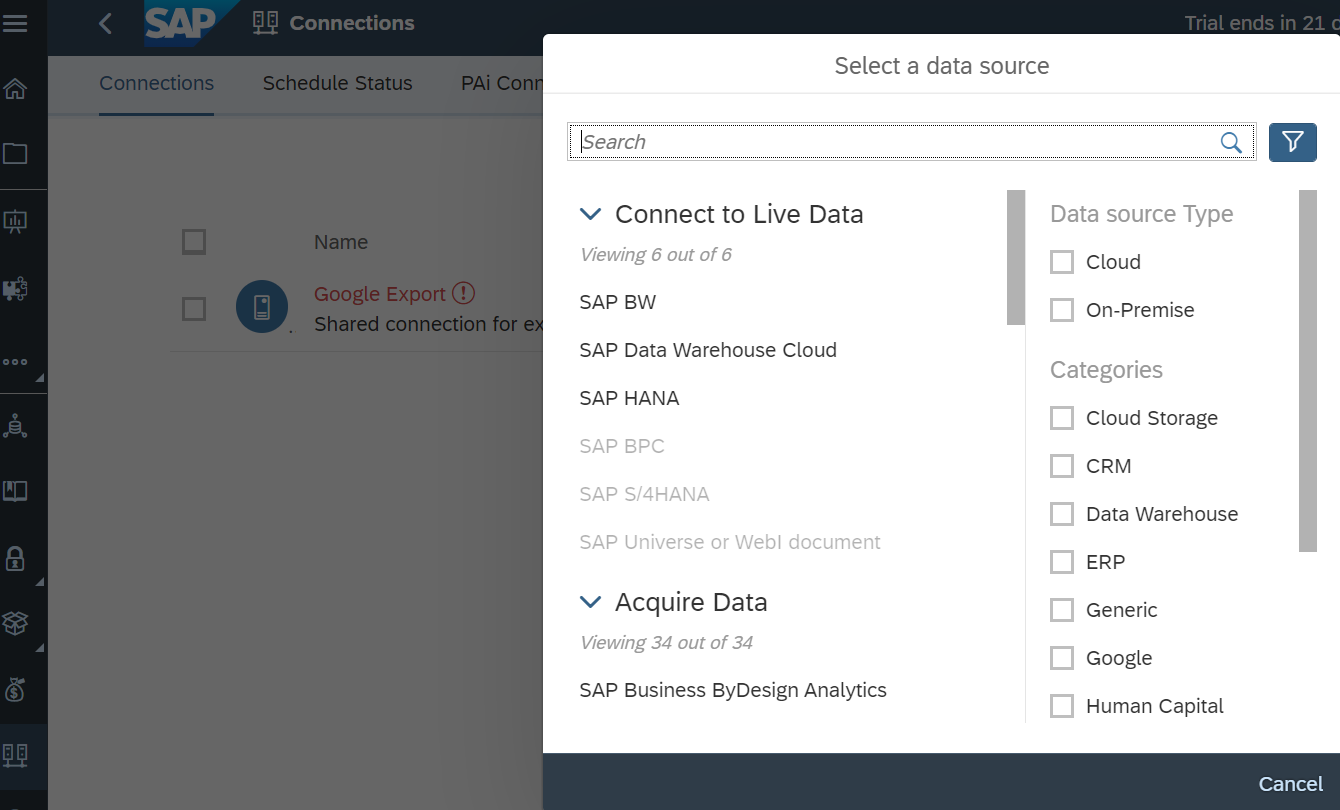 SAP
Connections
Trial ends in 21
Connections
Schedule Status
PAi Conn
Name
Google Export
Shared connection for ex
Select a data source
Search
Connect to Live Data
Viewing 6 out of 6
SAP BW
SAP Data Warehouse Cloud
SAP HANA
SAP BPC
SAP S/4HANA
SAP Universe or WebI document
Acquire Data
Viewing 34 out of 34
SAP Business ByDesign Analytics
Data source Type
Cloud
On-Premise
Categories
Cloud Storage
CRM
Data Warehouse
ERP
Generic
Google
Human Capital
Cancel